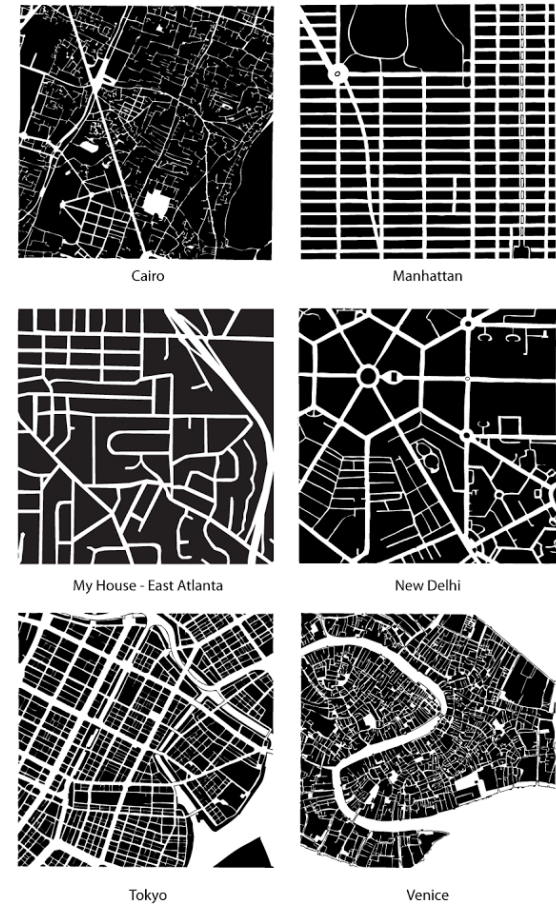 Cairo
Manhattan
My House - East Atlanta
New Delhi
Tokyo
Venice